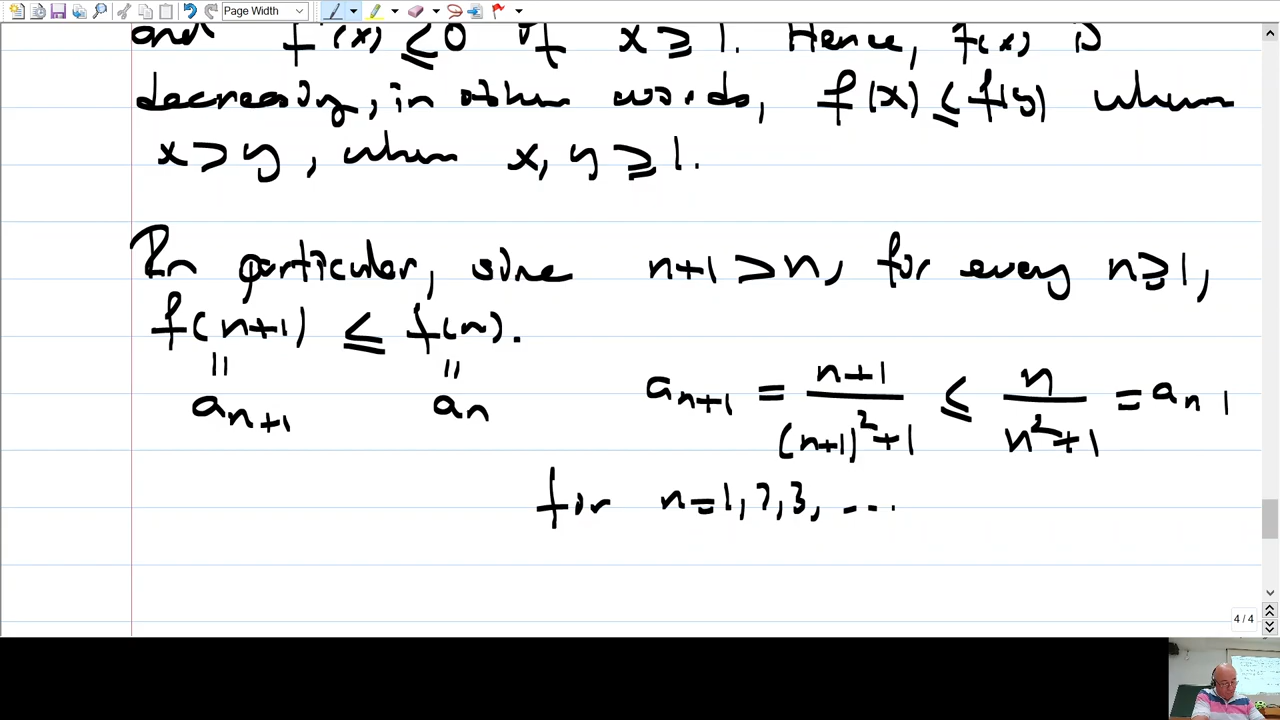 Page Width
and f'(x) ≤ 0 if x ≥ 1. Hence, f(x) is
decreasing, in other words, f(x) ≤ f(y) when
x > y, when x, y ≥ 1.
In particular, since n+1 > n, for every n ≥ 1,
f(n+1) ≤ f(n).
= =
a_{n+1} a_n a_{n+1} = \frac{n+1}{(n+1)^2+1} ≤ \frac{n}{n^2+1} = a_n,
for n=1,2,3, ...
4 / 4